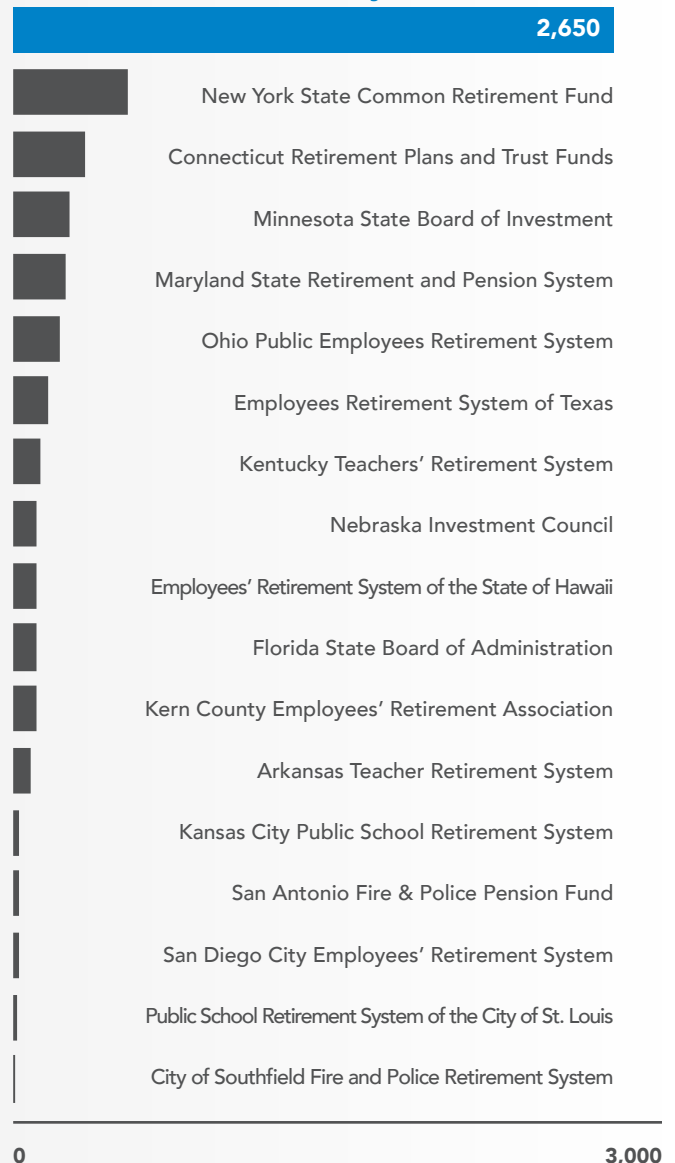 2,650
New York State Common Retirement Fund
Connecticut Retirement Plans and Trust Funds
Minnesota State Board of Investment
Maryland State Retirement and Pension System
Ohio Public Employees Retirement System
Employees Retirement System of Texas
Kentucky Teachers’ Retirement System
Nebraska Investment Council
Employees’ Retirement System of the State of Hawaii
Florida State Board of Administration
Kern County Employees’ Retirement Association
Arkansas Teacher Retirement System
Kansas City Public School Retirement System
San Antonio Fire & Police Pension Fund
San Diego City Employees’ Retirement System
Public School Retirement System of the City of St. Louis
City of Southfield Fire and Police Retirement System
0 3,000